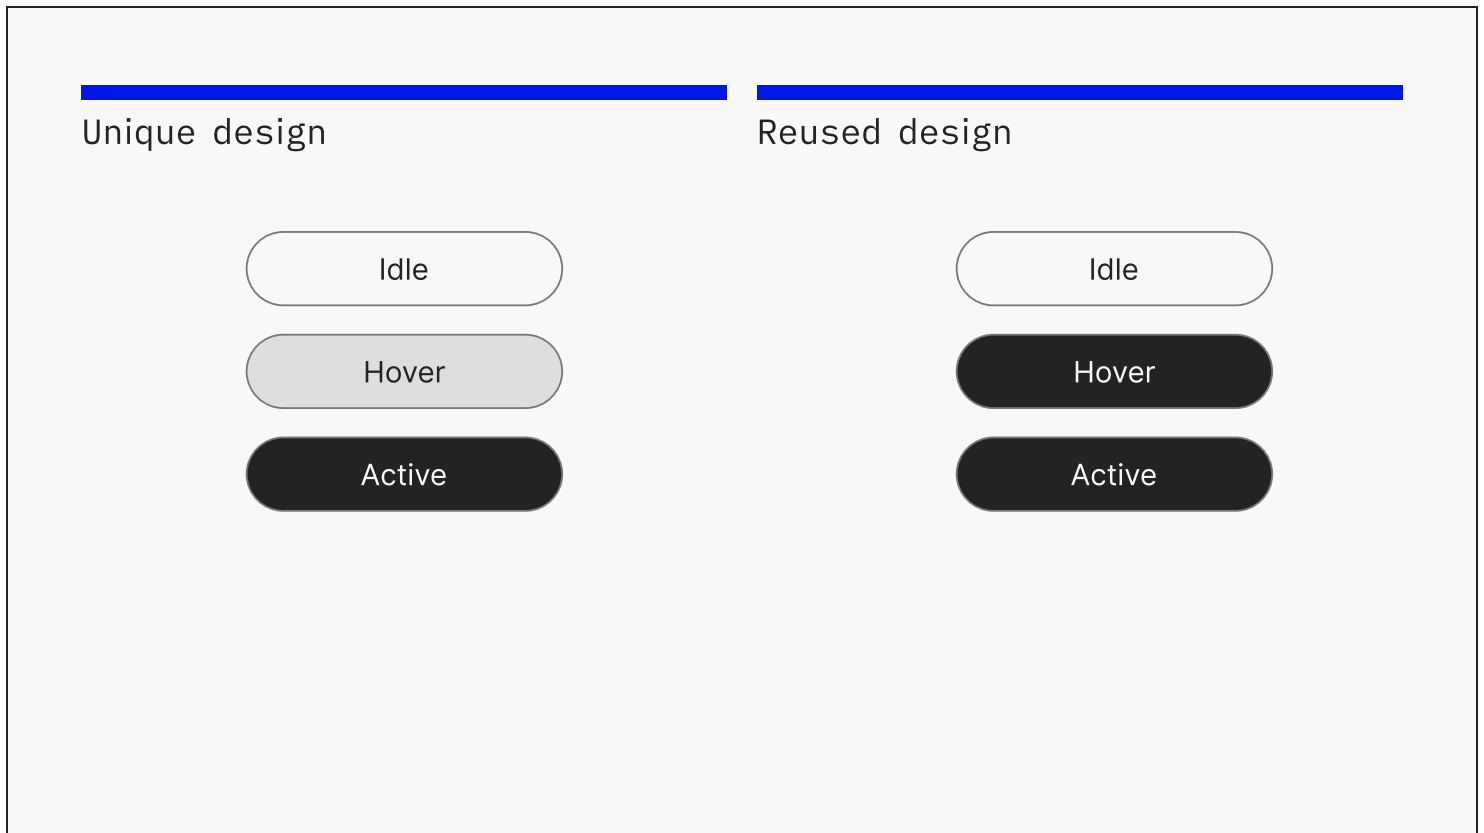 Unique design
Idle
Hover
Active
Reused design
Idle
Hover
Active